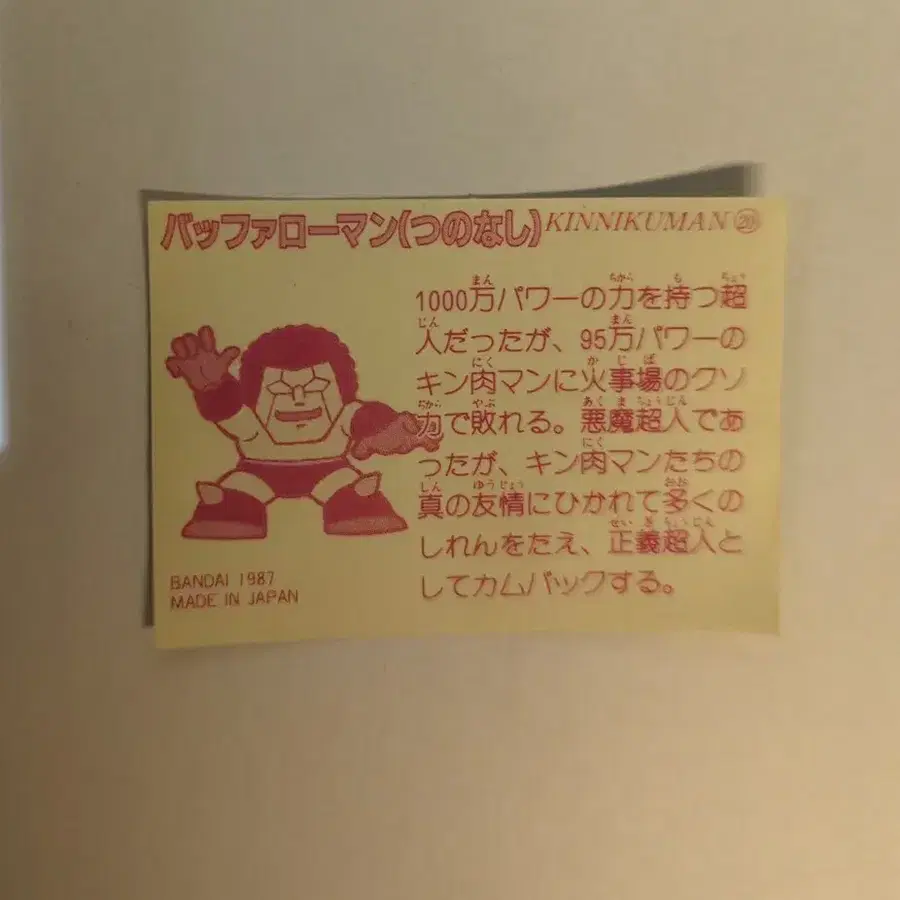 バッファローマン(つのなし) KINNIKUMAN ⑳
1000万パワーの力を持つ超
人だったが、95万パワーの
キン肉マンに火事場のクソ
力で敗れる。悪魔超人であ
ったが、キン肉マンたちの
真の友情にひかれて多くの
しれんをたえ、正義超人と
してカムバックする。
BANDAI 1987
MADE IN JAPAN